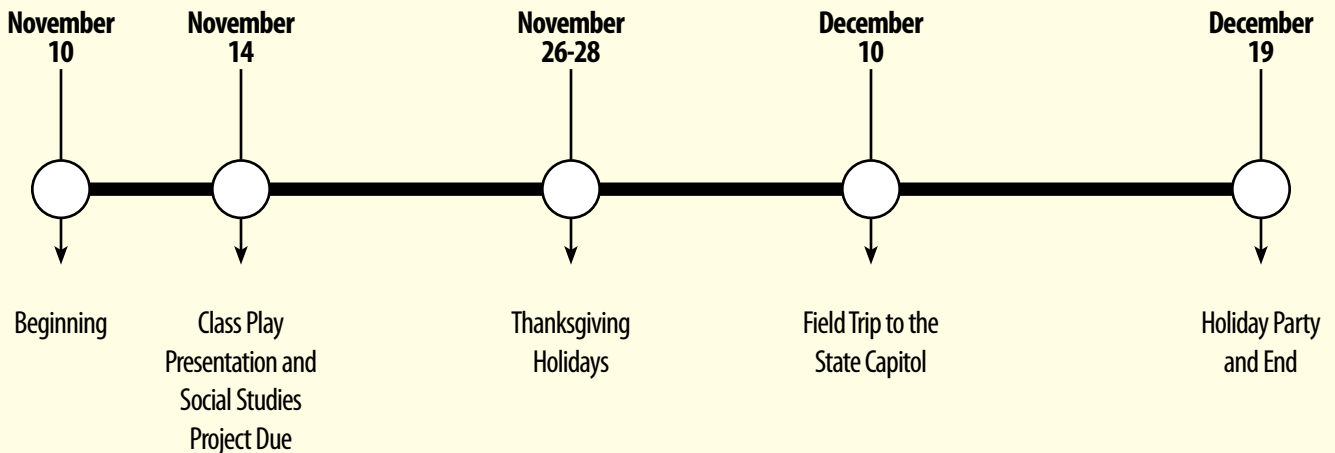 November
10
November
14
November
26-28
December
10
December
19
Beginning
Class Play
Presentation and
Social Studies
Project Due
Thanksgiving
Holidays
Field Trip to the
State Capitol
Holiday Party
and End